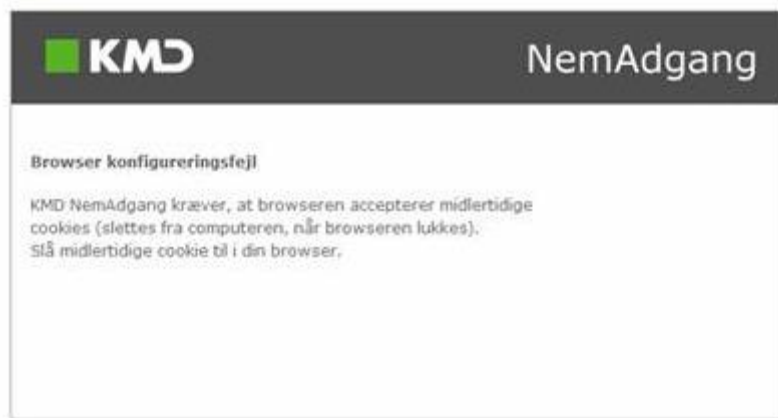 KMD
NemAdgang
Browser konfigureringsfejl
KMD NemAdgang kræver, at browseren accepterer midlertidige
cookies (slettes fra computeren, når browseren lukkes).
Slå midlertidige cookie til i din browser.